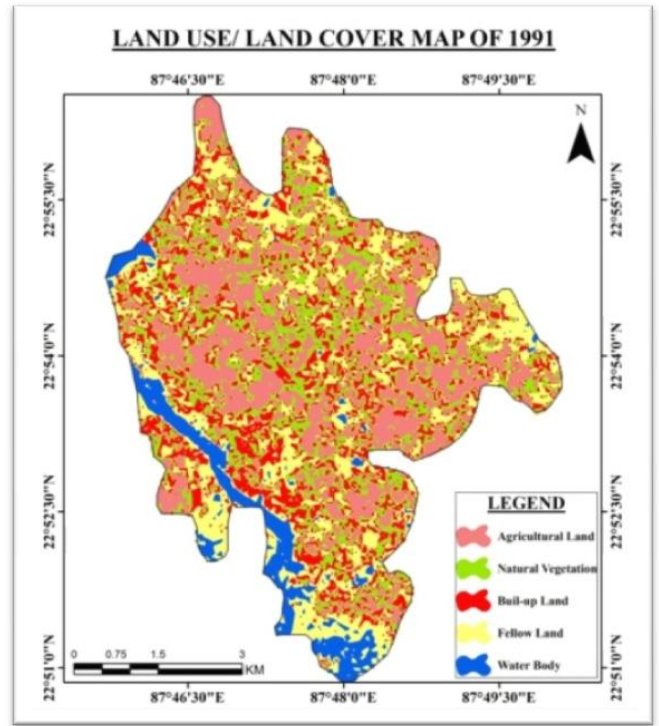 LAND USE/ LAND COVER MAP OF 1991
87°46'30"E 87°48'0"E 87°49'30"E
N
22°55'30"N 22°55'30"N
22°54'0"N 22°54'0"N
22°52'30"N 22°52'30"N
22°51'0"N 22°51'0"N
LEGEND
Agricultural Land
Natural Vegetation
Buil-up Land
Fellow Land
Water Body
0 0.75 1.5 3
KM
87°46'30"E 87°48'0"E 87°49'30"E